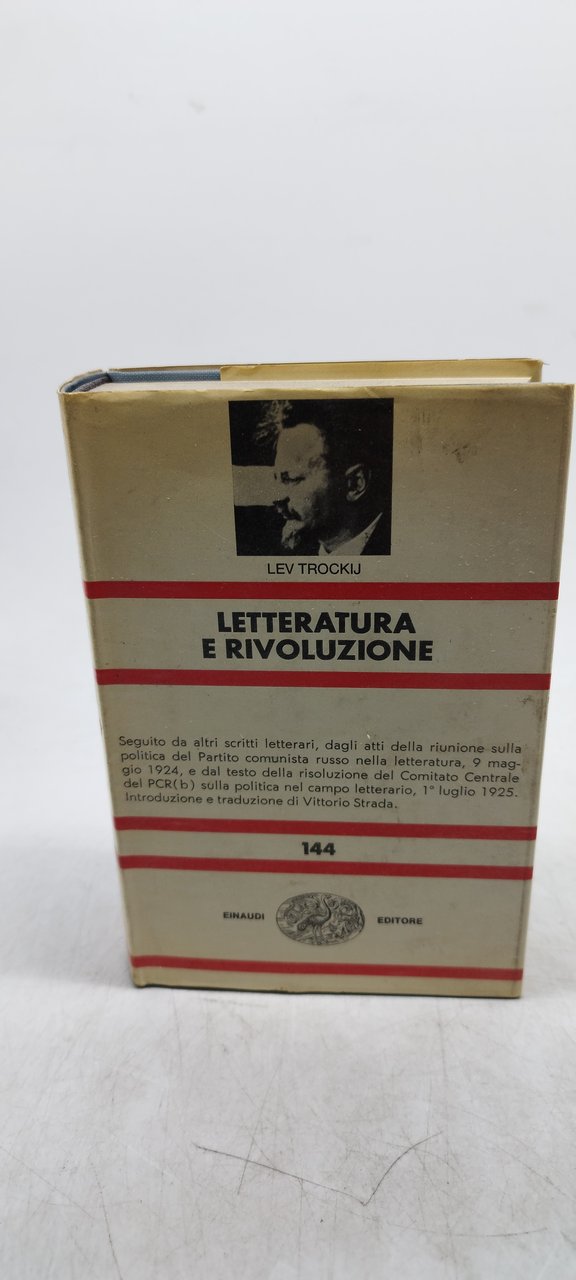 LEV TROCKIJ
LETTERATURA
E RIVOLUZIONE
Seguito da altri scritti letterari, dagli atti della riunione sulla
politica del Partito comunista russo nella letteratura, 9 mag-
gio 1924, e dal testo della risoluzione del Comitato Centrale
del PCR(b) sulla politica nel campo letterario, 1° luglio 1925.
Introduzione e traduzione di Vittorio Strada.
144
EINAUDI EDITORE